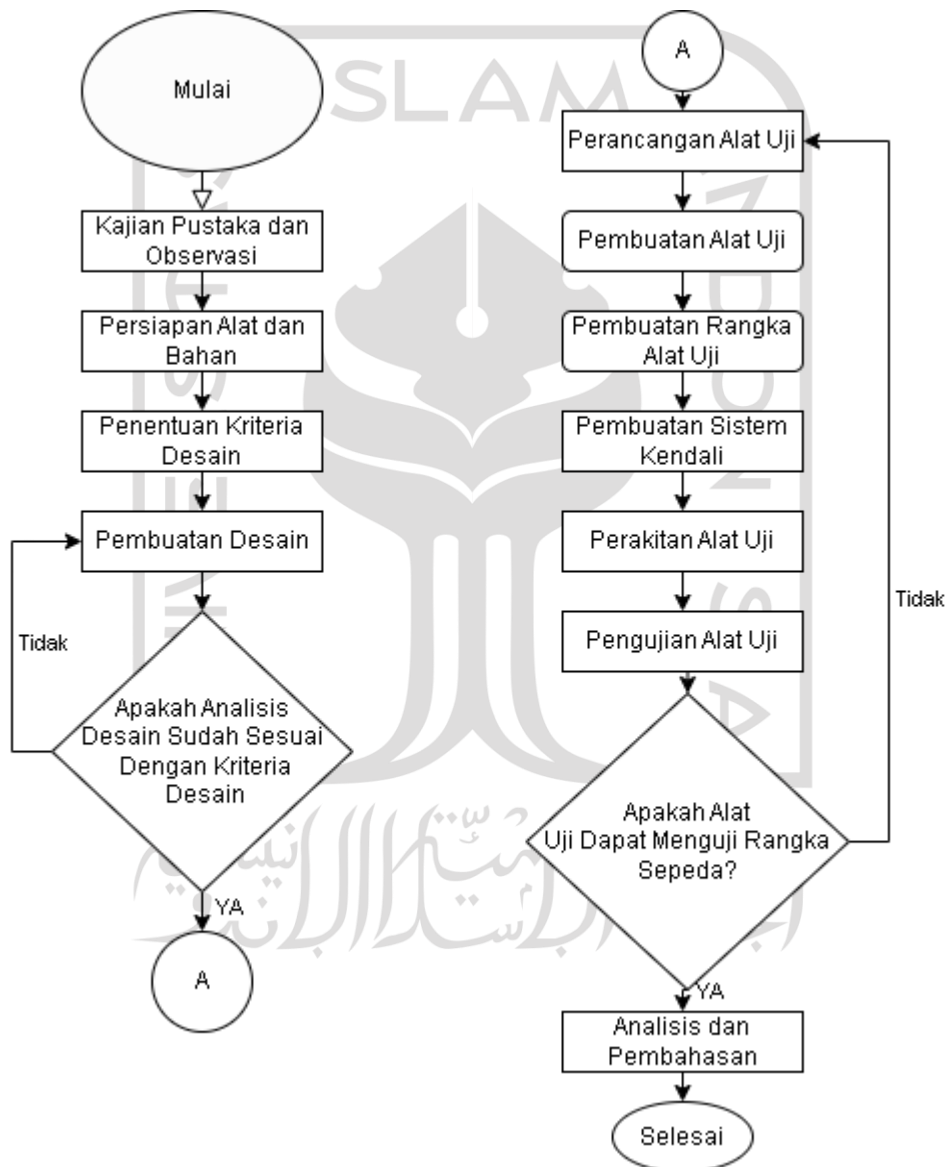 Mulai
Kajian Pustaka dan
Observasi
Persiapan Alat dan
Bahan
Penentuan Kriteria
Desain
Pembuatan Desain
Tidak
Apakah Analisis
Desain Sudah Sesuai
Dengan Kriteria
Desain
YA
A
A
Perancangan Alat Uji
Pembuatan Alat Uji
Pembuatan Rangka
Alat Uji
Pembuatan Sistem
Kendali
Perakitan Alat Uji
Tidak
Pengujian Alat Uji
Apakah Alat
Uji Dapat Menguji Rangka
Sepeda?
YA
Analisis dan
Pembahasan
Selesai
SLAM